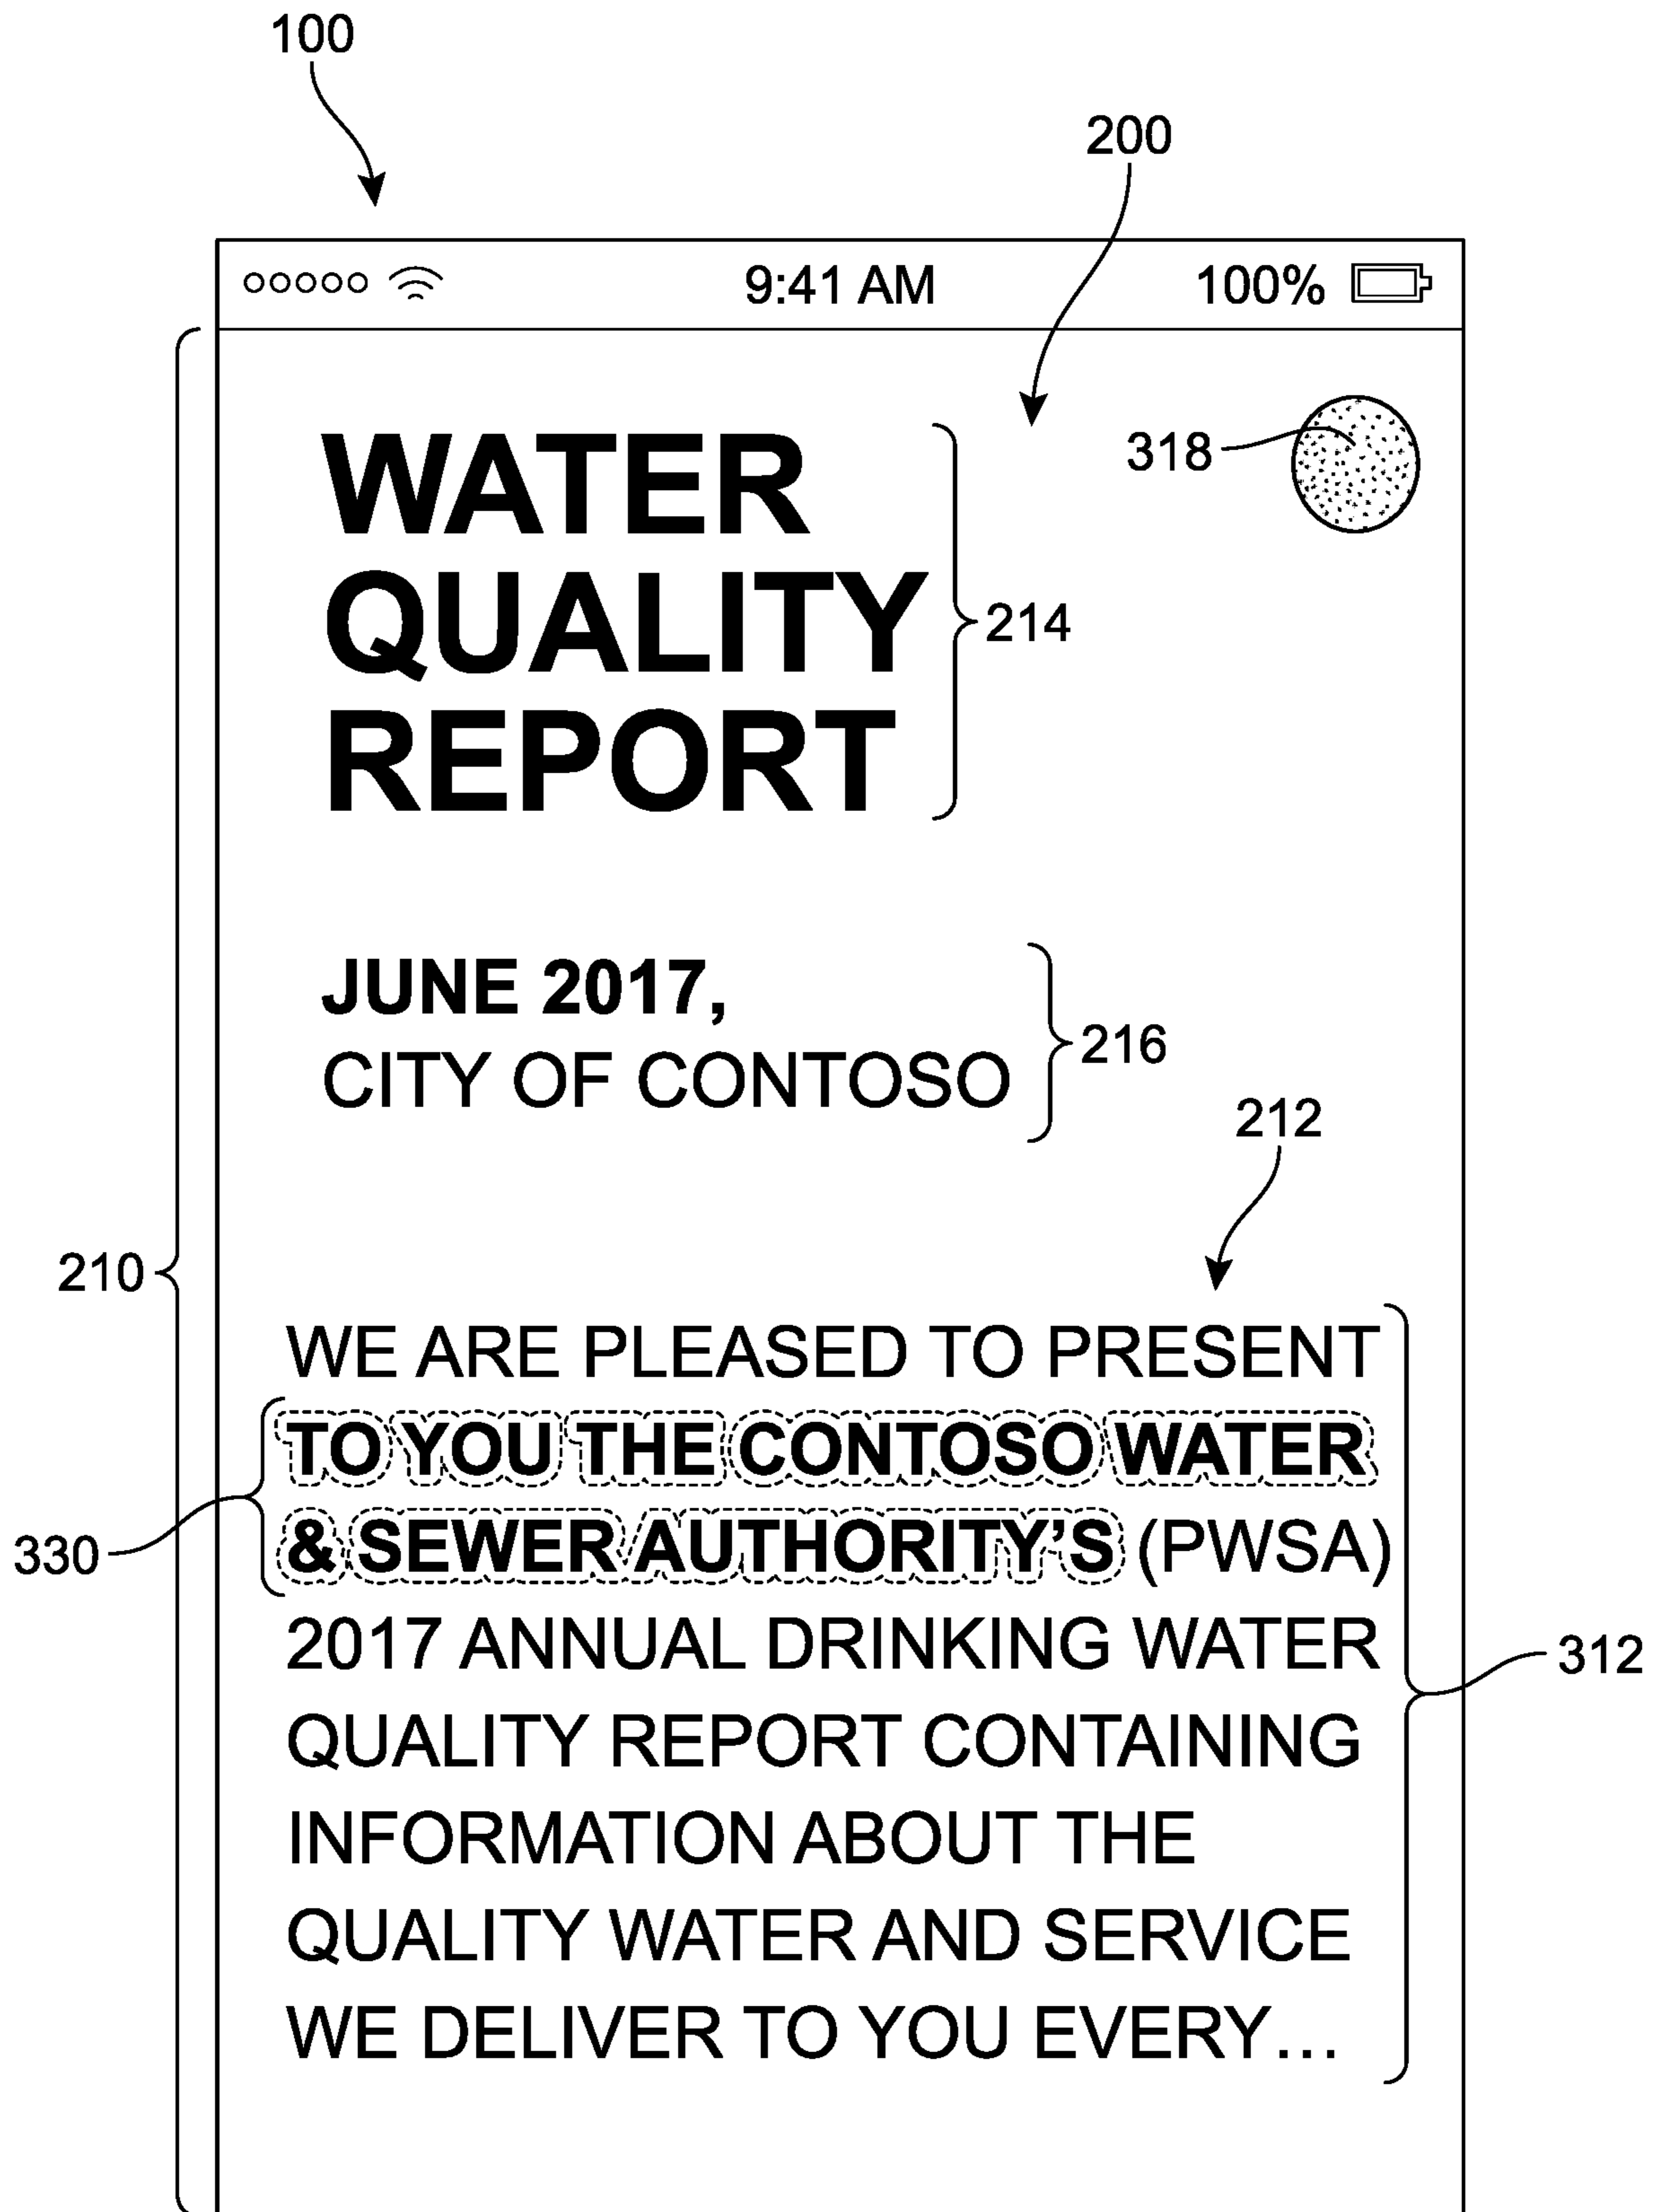 100
200
9:41 AM 100%
318
WATER
QUALITY
REPORT
214
JUNE 2017,
CITY OF CONTOSO
216
212
210
WE ARE PLEASED TO PRESENT
TO YOU THE CONTOSO WATER
& SEWER AUTHORITY'S (PWSA)
330
2017 ANNUAL DRINKING WATER
312
QUALITY REPORT CONTAINING
INFORMATION ABOUT THE
QUALITY WATER AND SERVICE
WE DELIVER TO YOU EVERY...